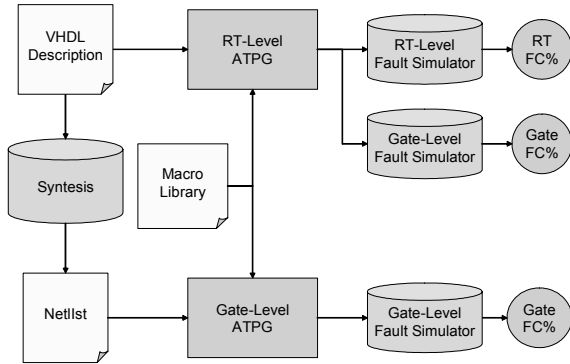 VHDL
Description
RT-Level
ATPG
RT-Level
Fault Simulator
RT
FC%
Gate-Level
Fault Simulator
Gate
FC%
Syntesis
Macro
Library
NetlIst
Gate-Level
ATPG
Gate-Level
Fault Simulator
Gate
FC%